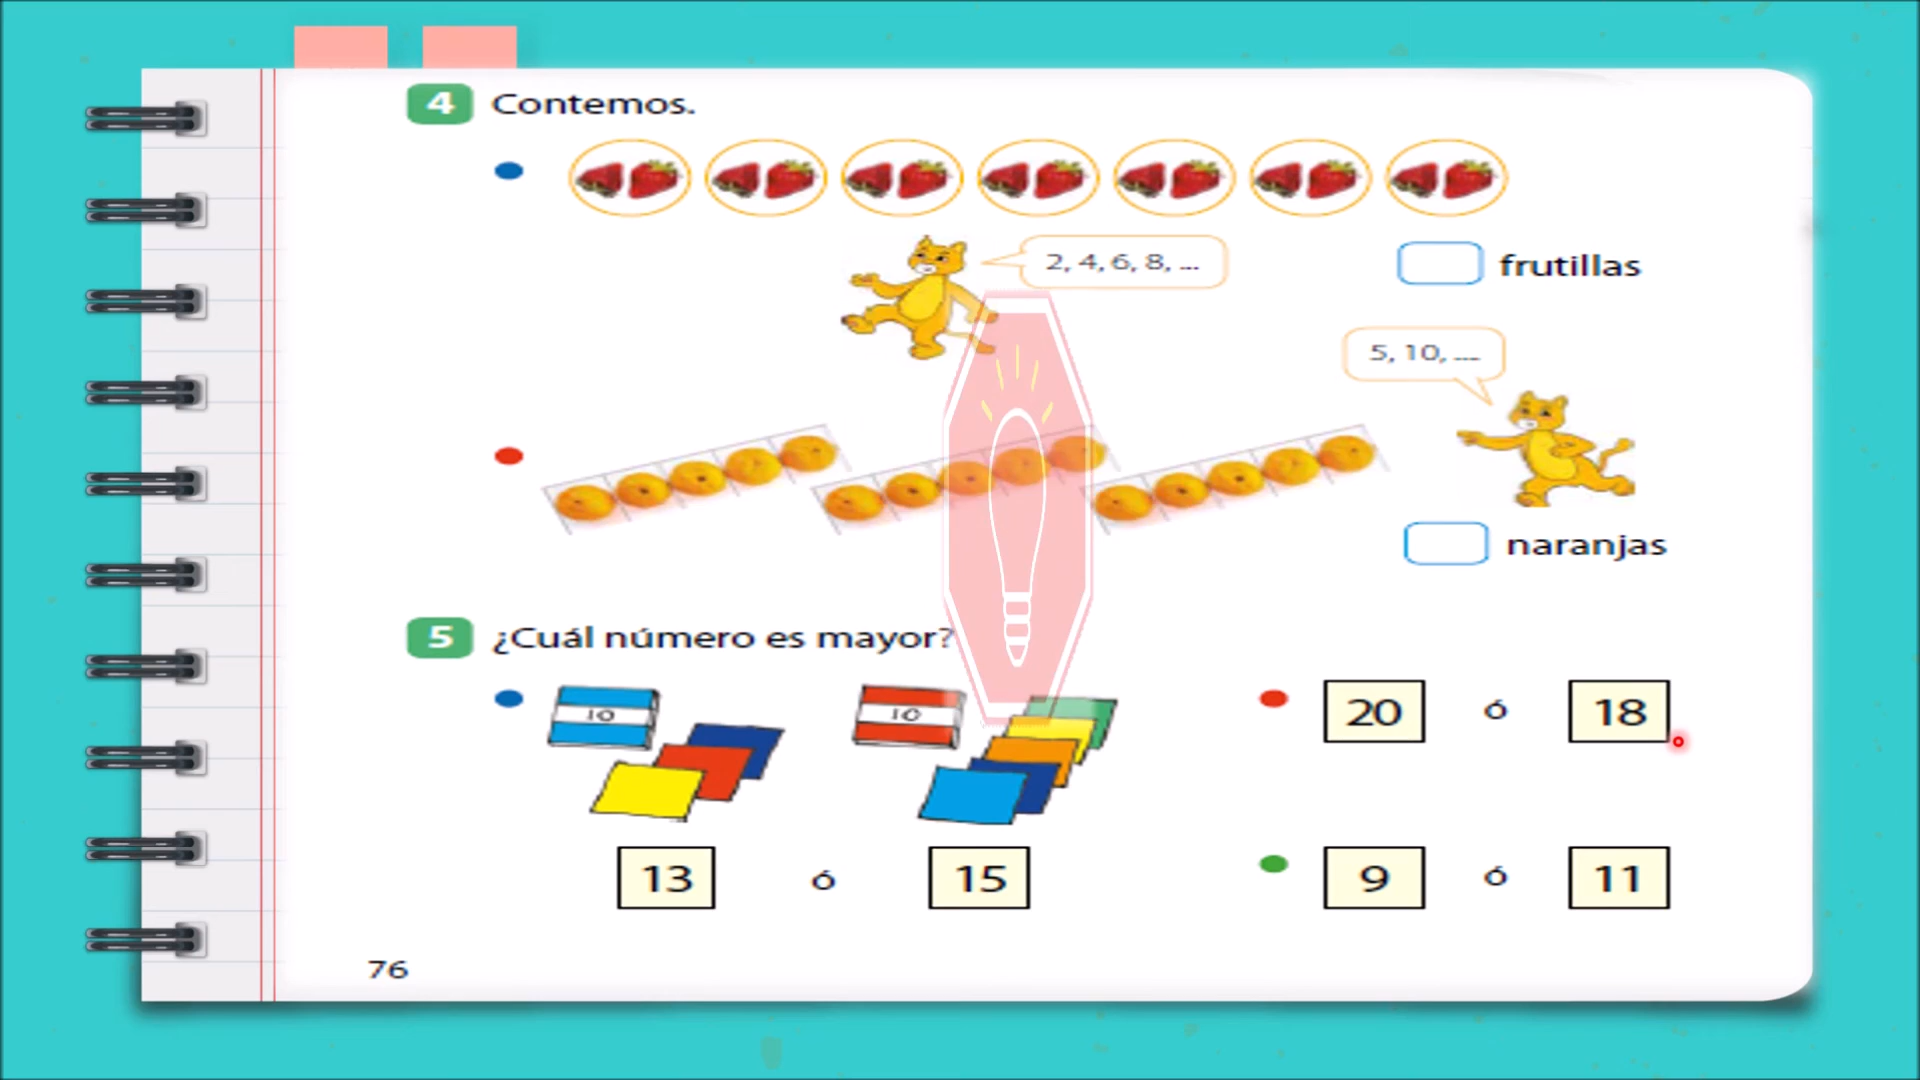 4 Contemos.
2, 4, 6, 8, ...
frutillas
5, 10, ...
naranjas
5 ¿Cuál número es mayor?
10
10
20 ó 18
13 ó 15
9 ó 11
76